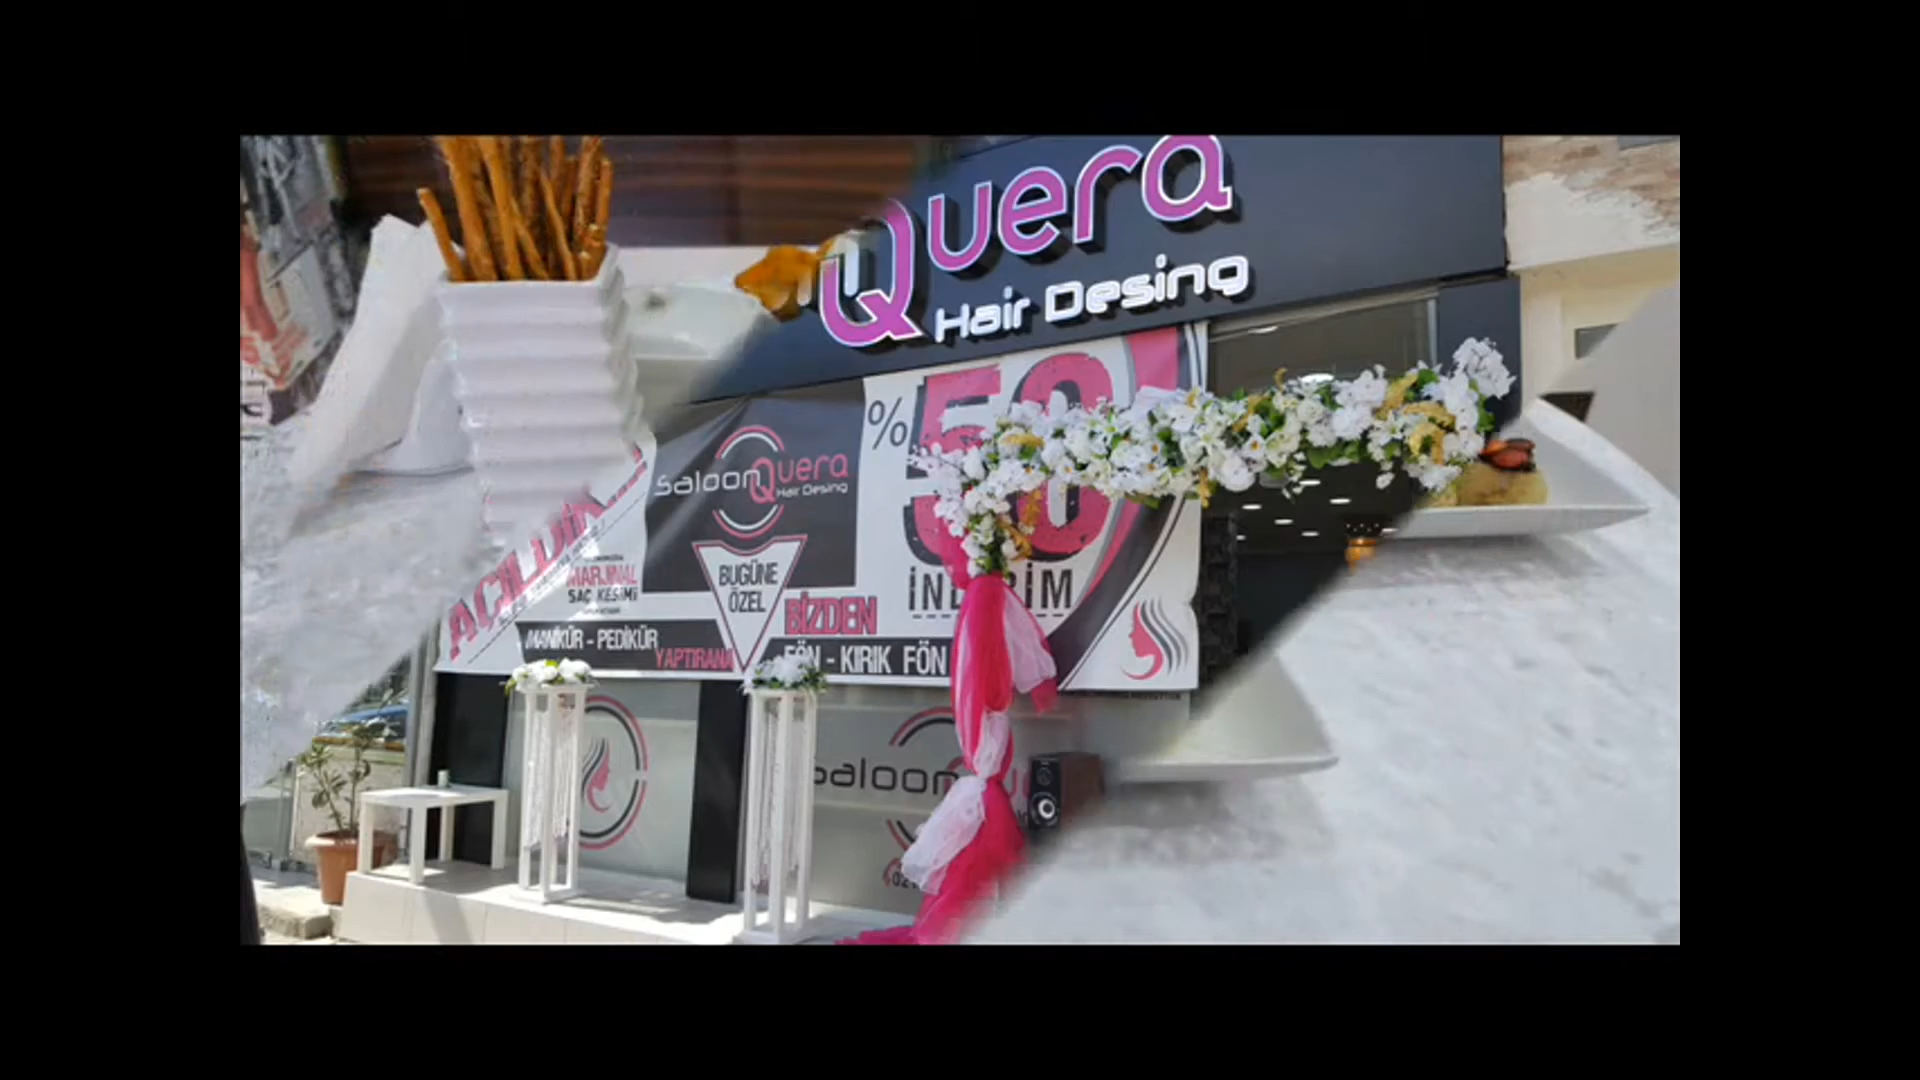 Quera
Hair Desing
% 50
İNDİRİM
saloon Quera
Hair Desing
AÇILDIK
BUGÜNE
ÖZEL
MARJİNAL
SAÇ KESİMİ
BİZDEN
MANİKÜR - PEDİKÜR
YAPTIRANA
FÖN - KIRIK FÖN
saloon